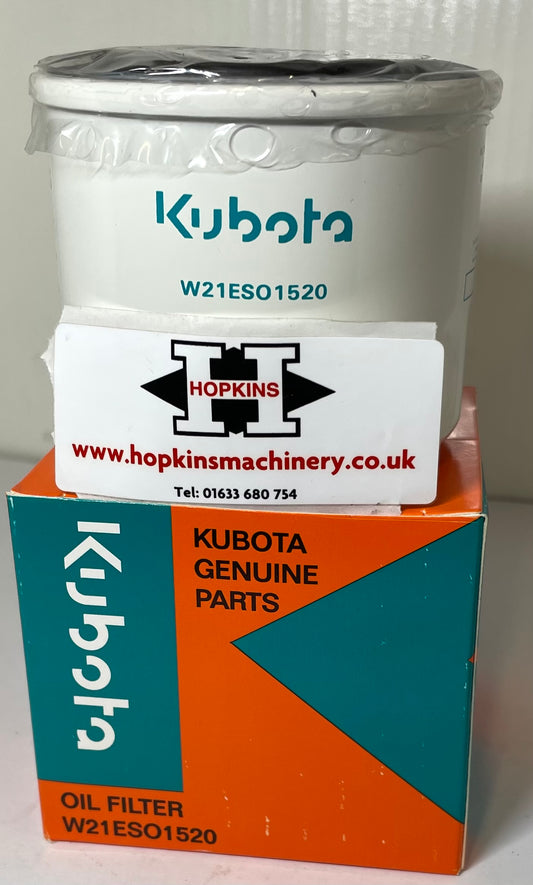 Kubota
W21ESO1520
H
HOPKINS
www.hopkinsmachinery.co.uk
Tel: 01633 680 754
Kubota
KUBOTA
GENUINE
PARTS
OIL FILTER
W21ESO1520